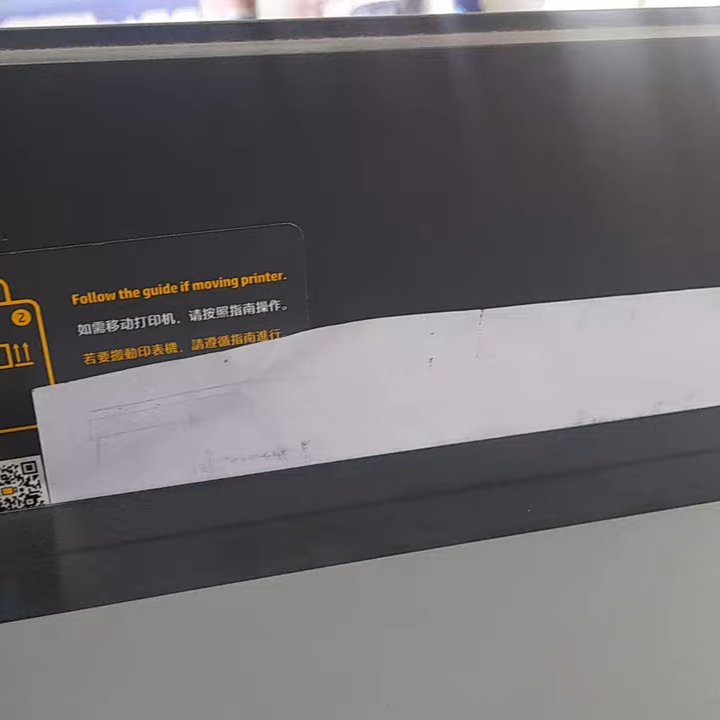 2
Follow the guide if moving printer.
如需移动打印机，请按照指南操作。
若要搬動印表機，請遵循指南進行